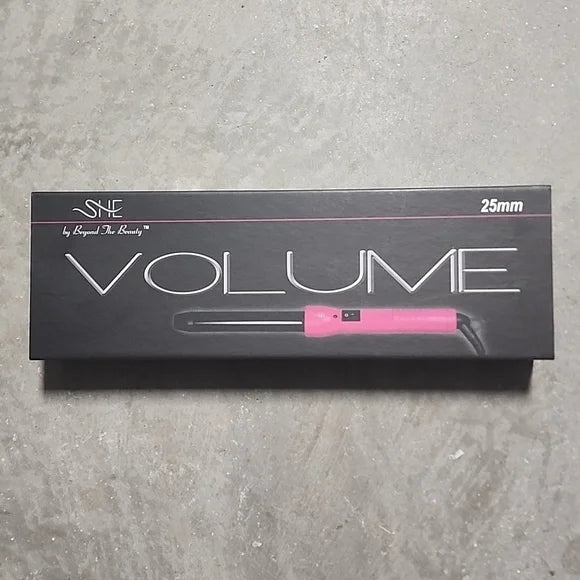 SHE
by Beyond The Beauty™
25mm
VOLUME